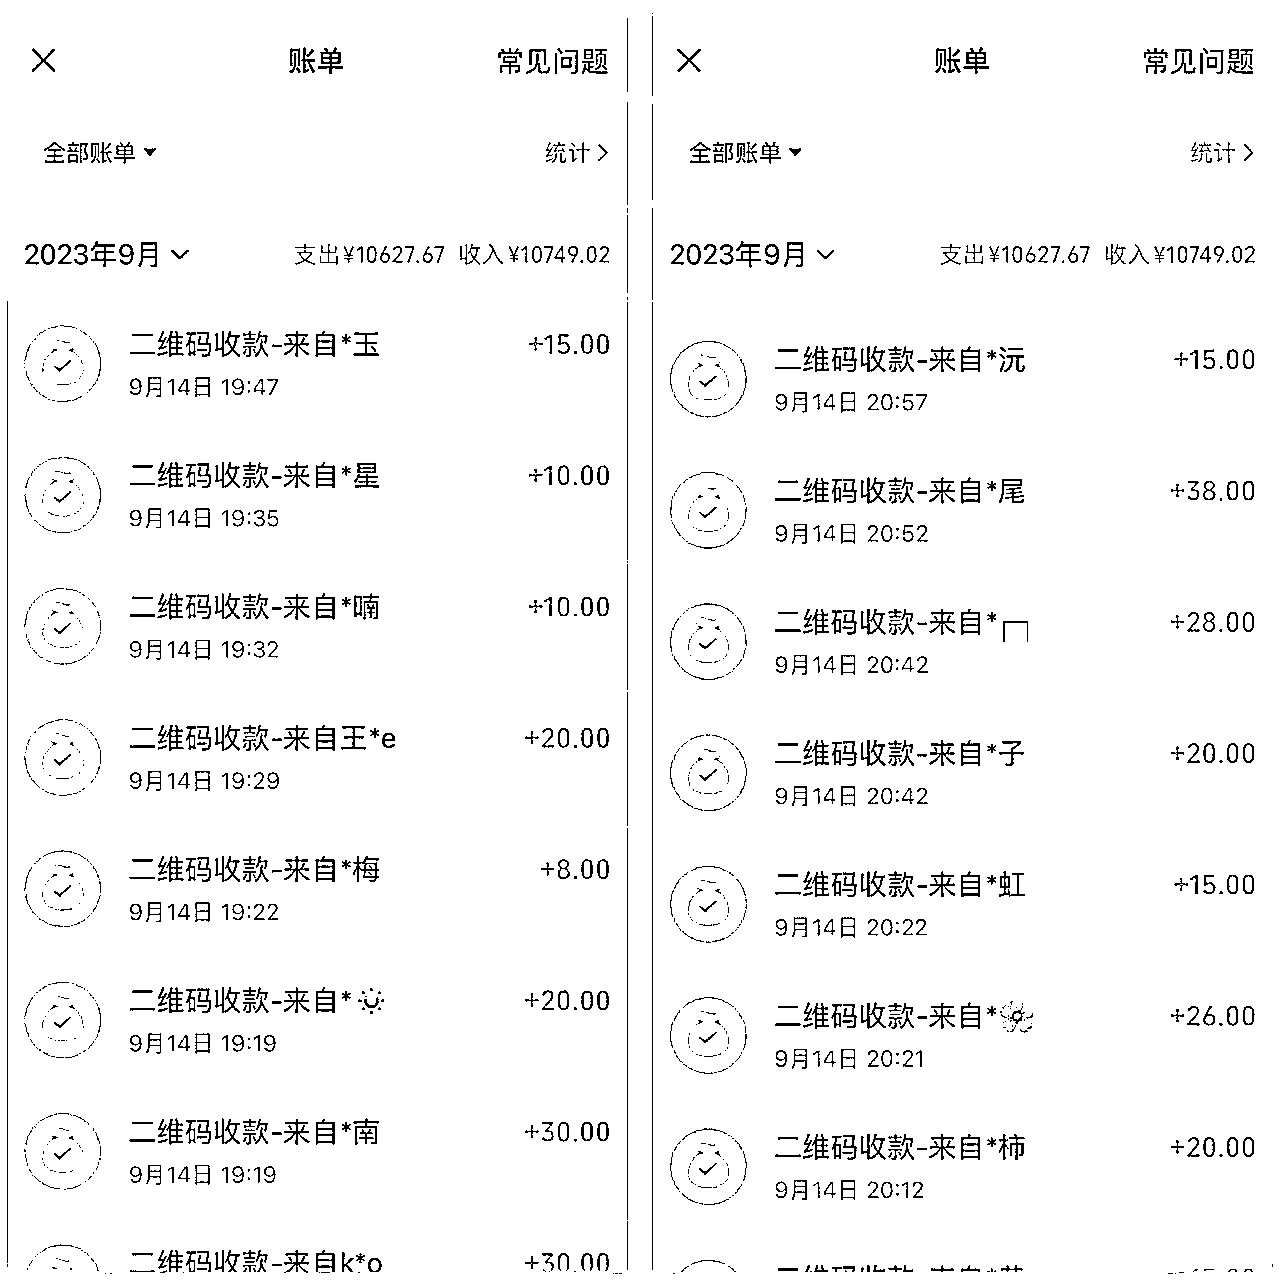 账单 常见问题
全部账单 统计
2023年9月 支出¥10627.67 收入¥10749.02
二维码收款-来自*玉 +15.00
9月14日 19:47
二维码收款-来自*星 +10.00
9月14日 19:35
二维码收款-来自*喃 +10.00
9月14日 19:32
二维码收款-来自王*e +20.00
9月14日 19:29
二维码收款-来自*梅 +8.00
9月14日 19:22
二维码收款-来自* +20.00
9月14日 19:19
二维码收款-来自*南 +30.00
9月14日 19:19
二维码收款-来自k*o +30.00
账单 常见问题
全部账单 统计
2023年9月 支出¥10627.67 收入¥10749.02
二维码收款-来自*沅 +15.00
9月14日 20:57
二维码收款-来自*尾 +38.00
9月14日 20:52
二维码收款-来自* +28.00
9月14日 20:42
二维码收款-来自*子 +20.00
9月14日 20:42
二维码收款-来自*虹 +15.00
9月14日 20:22
二维码收款-来自* +26.00
9月14日 20:21
二维码收款-来自*柿 +20.00
9月14日 20:12